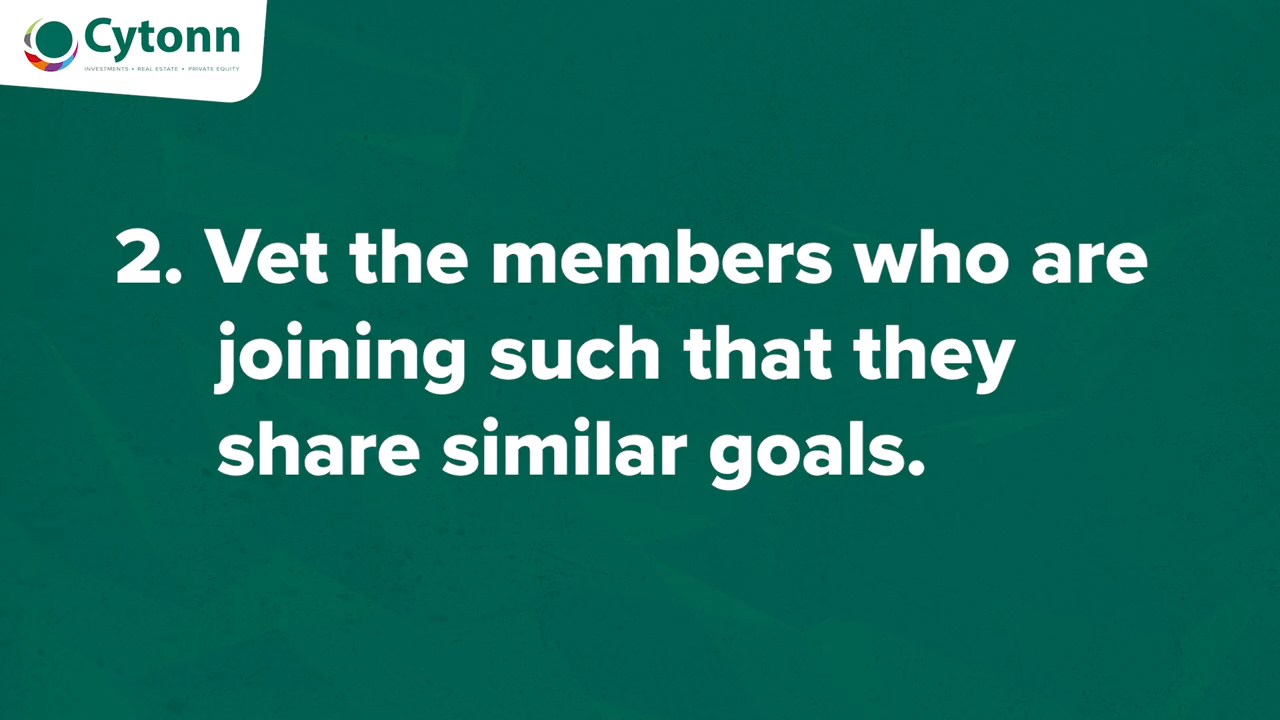 Cytonn
INVESTMENTS • REAL ESTATE • PRIVATE EQUITY
2. Vet the members who are
joining such that they
share similar goals.